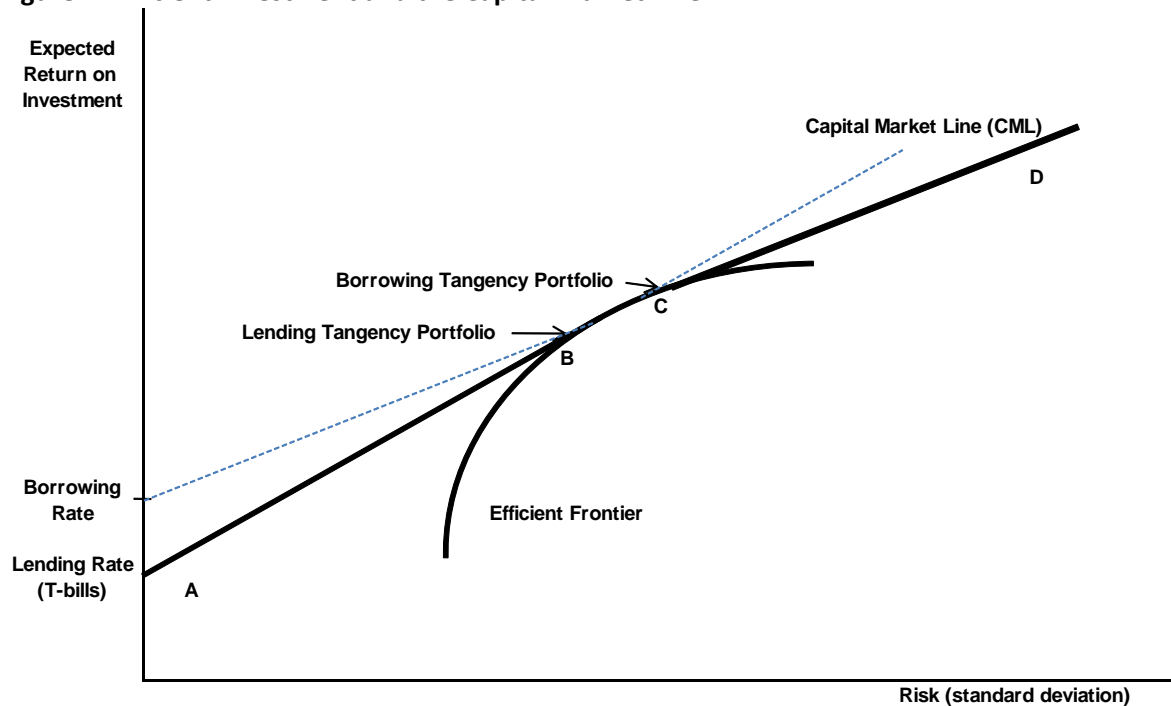 Expected
Return on
Investment
Capital Market Line (CML)
D
Borrowing Tangency Portfolio
C
Lending Tangency Portfolio
B
Borrowing
Rate
Efficient Frontier
Lending Rate
(T-bills)
A
Risk (standard deviation)